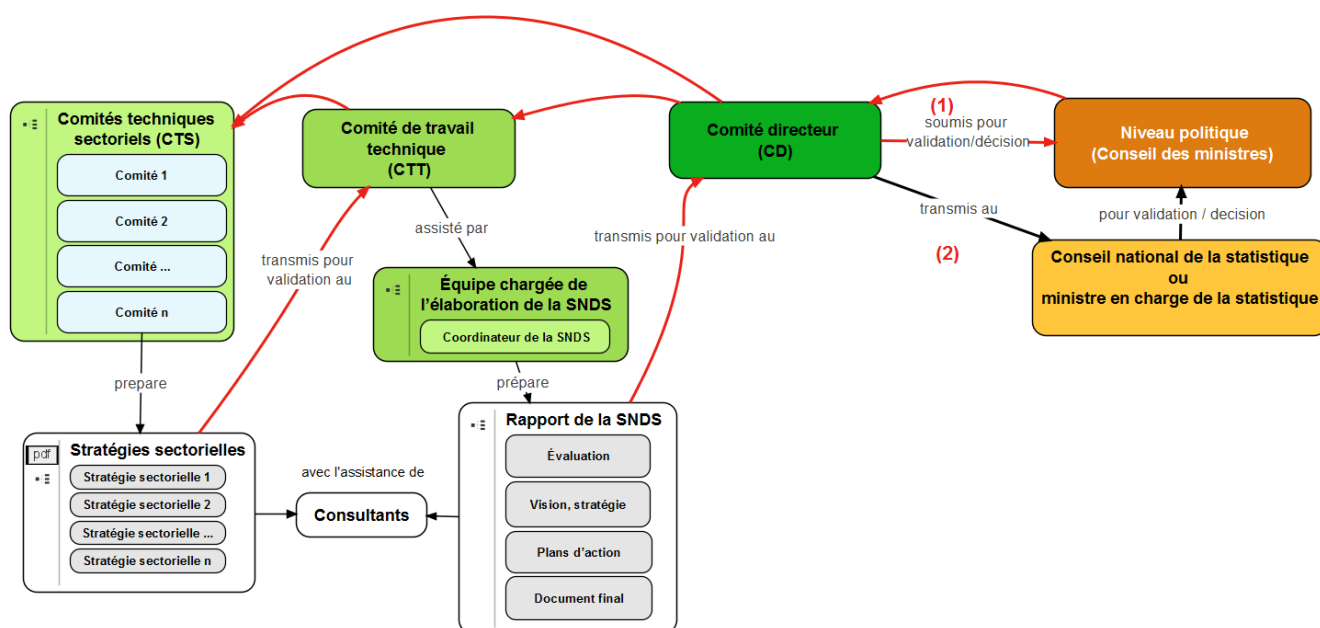 Comités techniques
sectoriels (CTS)
Comité 1
Comité 2
Comité ...
Comité n
prepare
pdf
Stratégies sectorielles
Stratégie sectorielle 1
Stratégie sectorielle 2
Stratégie sectorielle ...
Stratégie sectorielle n
transmis pour
validation au
Comité de travail
technique
(CTT)
assisté par
Équipe chargée de
l'élaboration de la SNDS
Coordinateur de la SNDS
prépare
Rapport de la SNDS
Évaluation
Vision, stratégie
Plans d'action
Document final
avec l'assistance de
Consultants
transmis pour validation au
Comité directeur
(CD)
(1)
soumis pour
validation/décision
Niveau politique
(Conseil des ministres)
transmis au
(2)
pour validation / decision
Conseil national de la statistique
ou
ministre en charge de la statistique